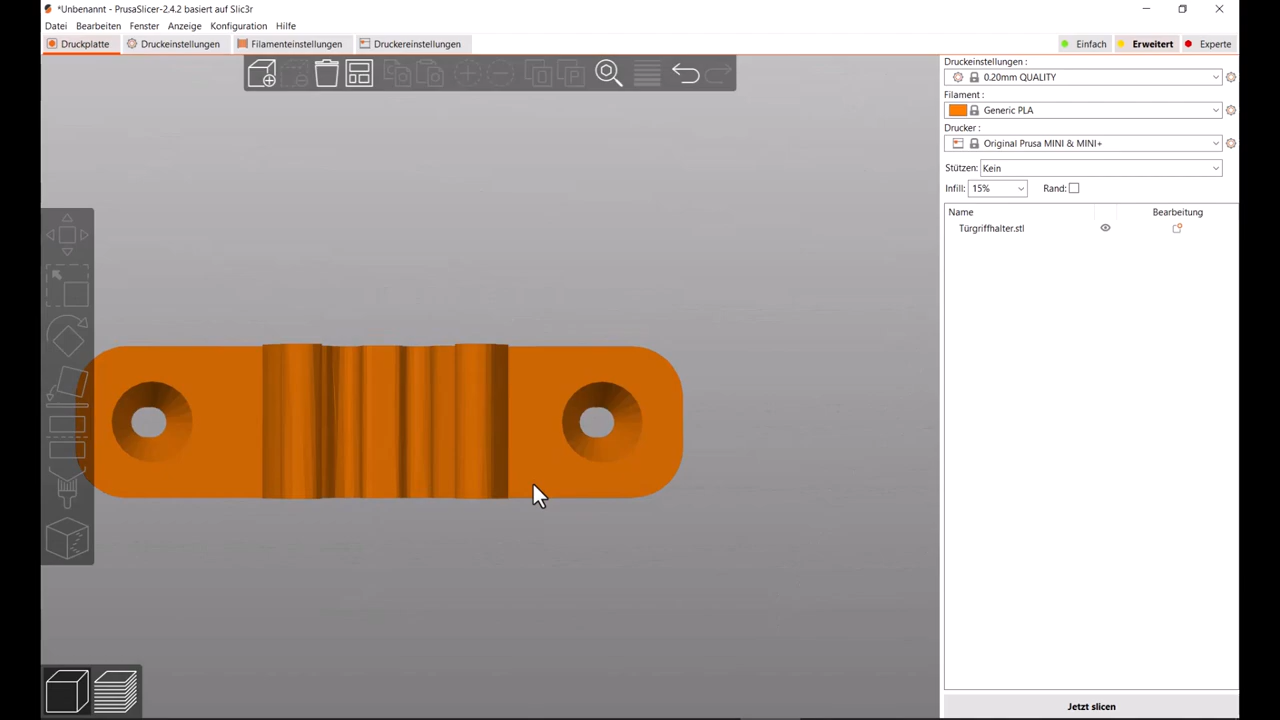 *Unbenannt - PrusaSlicer-2.4.2 basiert auf Slic3r
Datei Bearbeiten Fenster Anzeige Konfiguration Hilfe
Druckplatte Druckeinstellungen Filamenteinstellungen Druckereinstellungen Einfach Erweitert Experte
Druckeinstellungen :
0.20mm QUALITY
Filament :
Generic PLA
Drucker :
Original Prusa MINI & MINI+
Stützen: Kein
Infill: 15% Rand:
Name Bearbeitung
Türgriffhalter.stl
P
Jetzt slicen